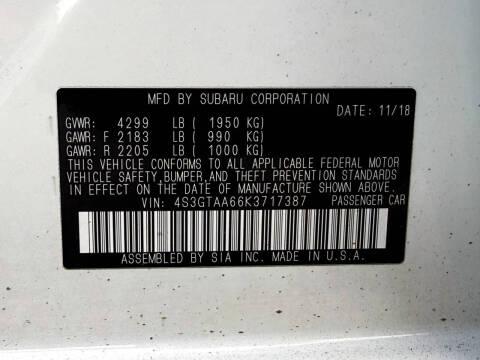 MFD BY SUBARU CORPORATION
DATE: 11/18
GVWR: 4299 LB ( 1950 KG)
GAWR: F 2183 LB ( 990 KG)
GAWR: R 2205 LB ( 1000 KG)
THIS VEHICLE CONFORMS TO ALL APPLICABLE FEDERAL MOTOR
VEHICLE SAFETY, BUMPER, AND THEFT PREVENTION STANDARDS
IN EFFECT ON THE DATE OF MANUFACTURE SHOWN ABOVE.
VIN: 4S3GTAA66K3717387 PASSENGER CAR
ASSEMBLED BY SIA INC. MADE IN U.S.A.